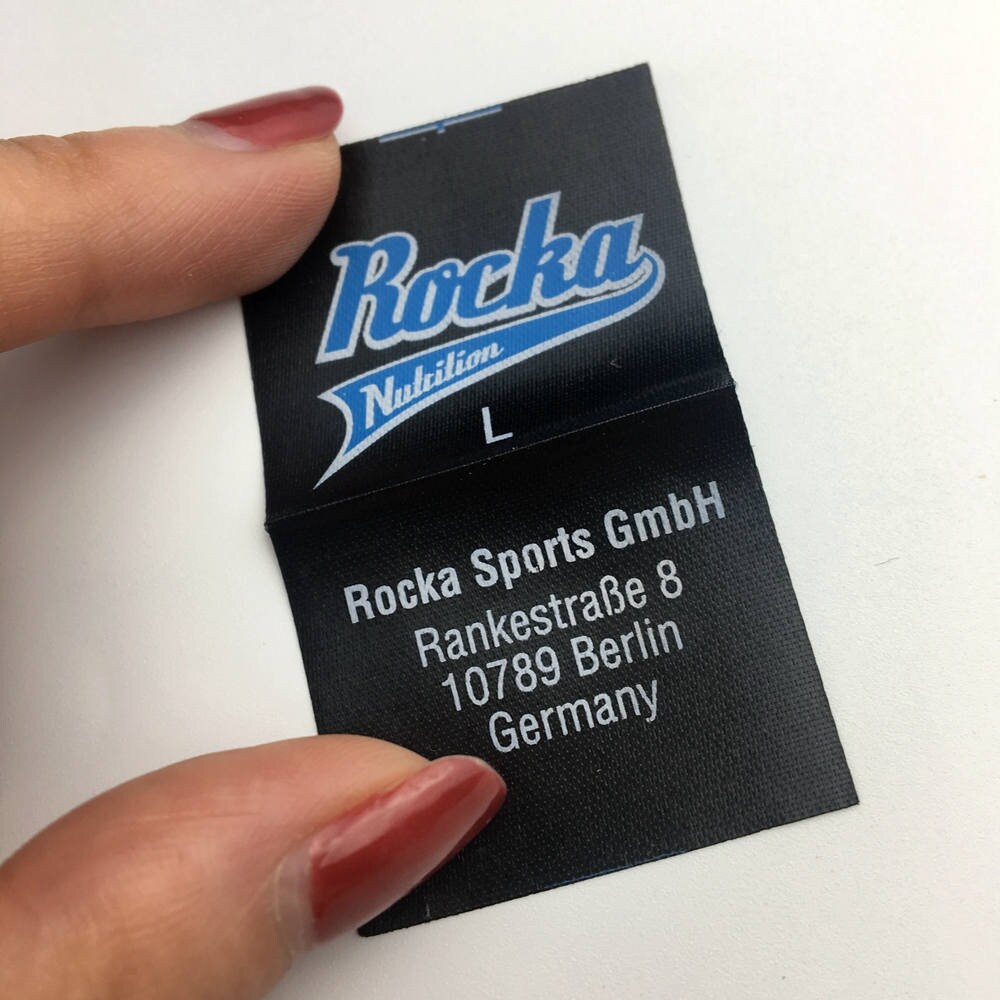 Rocka
Nutrition
L
Rocka Sports GmbH
Rankestraße 8
10789 Berlin
Germany